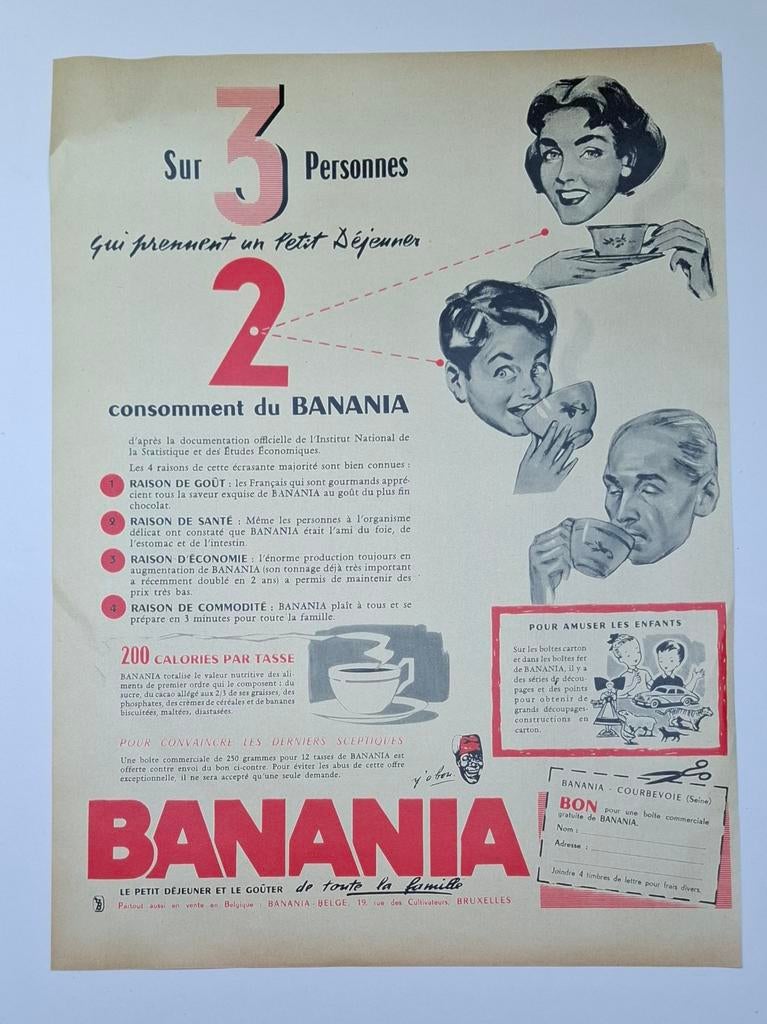 Sur 3 Personnes
qui prennent un Petit Déjeuner
2
consomment du BANANIA
d'après la documentation officielle de l'Institut National de
la Statistique et des Études Économiques.
Les 4 raisons de cette écrasante majorité sont bien connues :
1 RAISON DE GOÛT : les Français qui sont gourmands appré-
cient tous la saveur exquise de BANANIA au goût du plus fin
chocolat.
2 RAISON DE SANTÉ : Même les personnes à l'organisme
délicat ont constaté que BANANIA était l'ami du foie, de
l'estomac et de l'intestin.
3 RAISON D'ÉCONOMIE : l'énorme production toujours en
augmentation de BANANIA (son tonnage déjà très important
a récemment doublé en 2 ans) a permis de maintenir des
prix très bas.
4 RAISON DE COMMODITÉ : BANANIA plaît à tous et se
prépare en 3 minutes pour toute la famille.
200 CALORIES PAR TASSE
BANANIA totalise le valeur nutritive des ali-
ments de premier ordre qui le composent : du
sucre, du cacao allégé aux 2/3 de ses graisses, des
phosphates, des crèmes de céréales et de bananes
biscuitées, maltées, diastasées.
POUR CONVAINCRE LES DERNIERS SCEPTIQUES
Une boîte commerciale de 250 grammes pour 12 tasses de BANANIA est
offerte contre envoi du bon ci-contre. Pour éviter les abus de cette offre
exceptionnelle, il ne sera accepté qu'une seule demande.
y'a bon.
POUR AMUSER LES ENFANTS
Sur les boîtes carton
et dans les boîtes fer
de BANANIA, il y a
des séries de décou-
pages et des points
pour obtenir de
grands découpages-
constructions en
carton.
BANANIA - COURBEVOIE (Seine)
BON pour une boîte commerciale
gratuite de BANANIA.
Nom :
Adresse :
Joindre 4 timbres de lettre pour frais divers.
BANANIA
LE PETIT DÉJEUNER ET LE GOÛTER de toute la famille
Partout aussi en vente en Belgique : BANANIA-BELGE, 19, rue des Cultivateurs, BRUXELLES